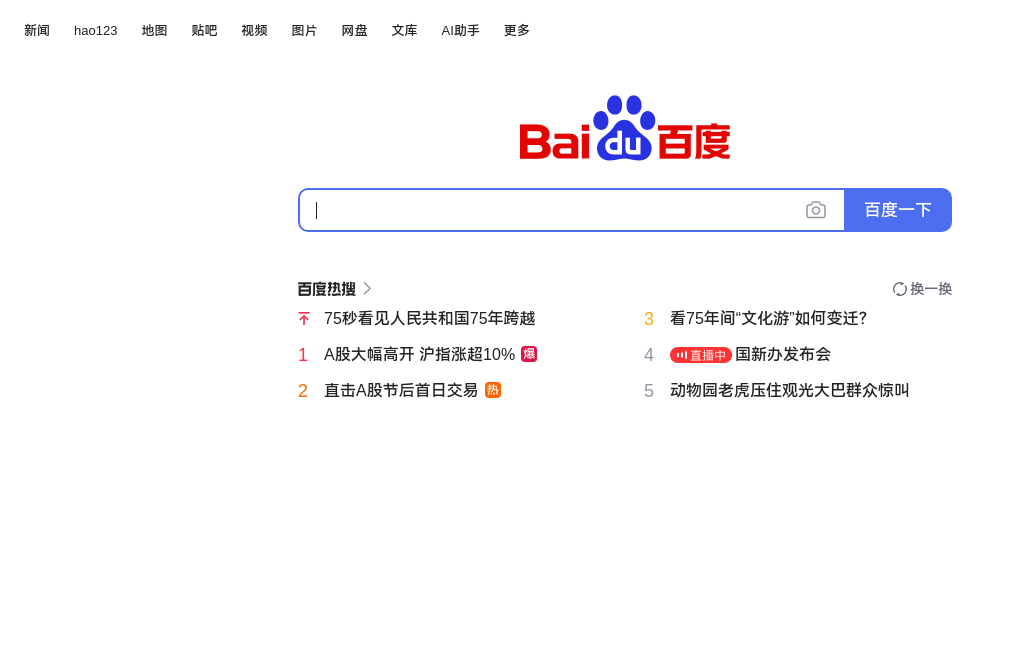 新闻 hao123 地图 贴吧 视频 图片 网盘 文库 AI助手 更多
Bai du 百度
百度一下
百度热搜
换一换
75秒看见人民共和国75年跨越
1 A股大幅高开 沪指涨超10% 爆
2 直击A股节后首日交易 热
3 看75年间“文化游”如何变迁?
4 直播中 国新办发布会
5 动物园老虎压住观光大巴群众惊叫